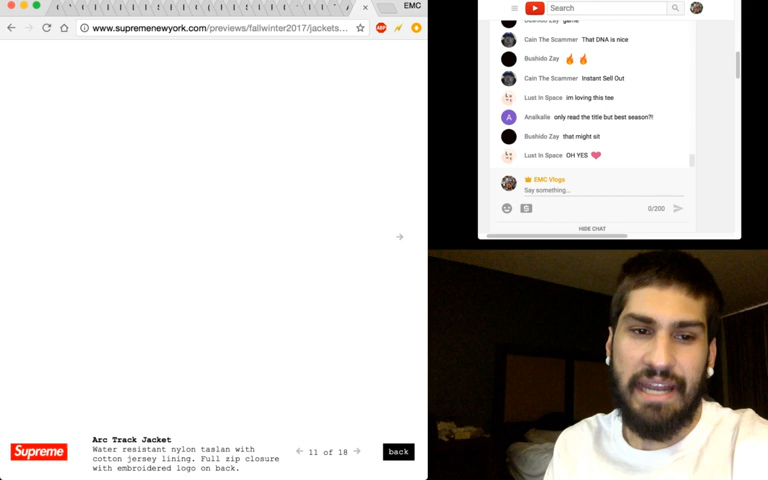 EMC
www.supremenewyork.com/previews/fallwinter2017/jackets...
ABP
Arc Track Jacket
Water resistant nylon taslan with
cotton jersey lining. Full zip closure
with embroidered logo on back.
Supreme
11 of 18
back
Search
Bushido Zay game
Cain The Scammer That DNA is nice
Bushido Zay
Cain The Scammer Instant Sell Out
Lust In Space im loving this tee
A Analkalle only read the title but best season?!
Bushido Zay that might sit
Lust In Space OH YES
EMC Vlogs
Say something...
0/200
HIDE CHAT